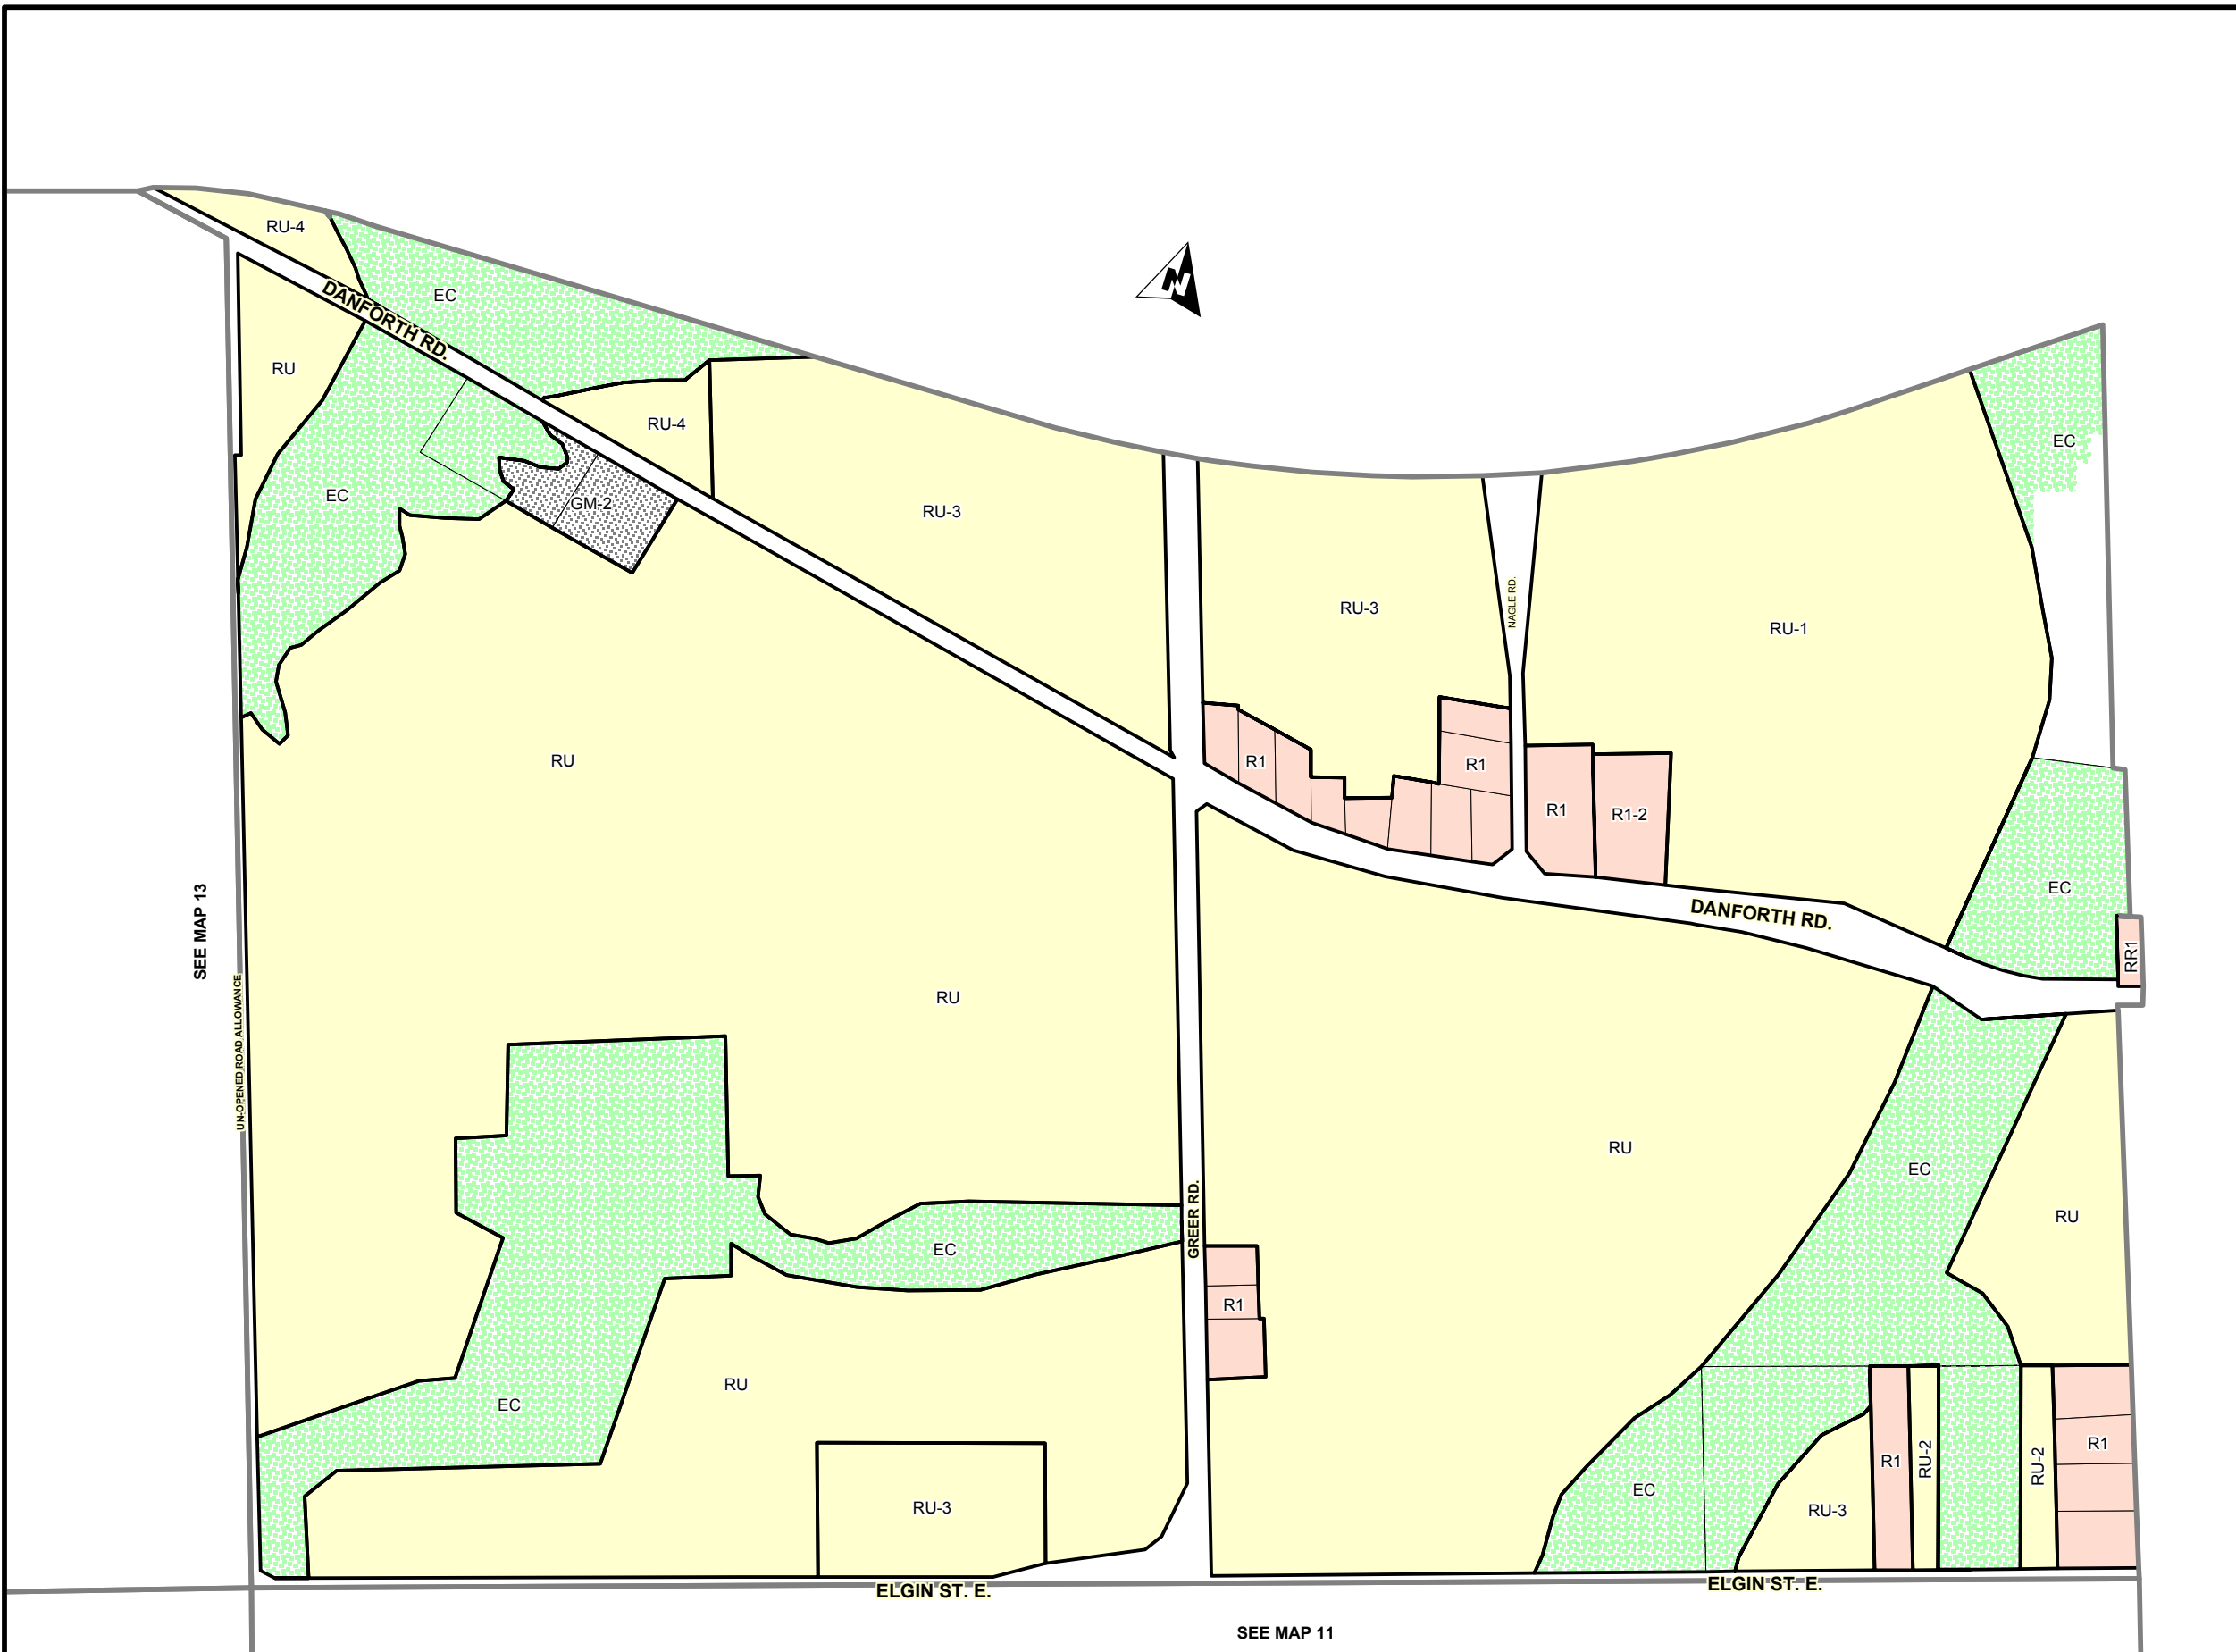 RU-4
EC
DANFORTH RD.
RU
RU-4
EC
GM-2
RU-3
EC
RU-3
NAGLE RD.
RU-1
RU
R1
R1
R1
R1-2
EC
DANFORTH RD.
SEE MAP 13
UN-OPENED ROAD ALLOWANCE
RU
RR1
RU
EC
GREER RD.
RU
EC
R1
RU
EC
RU-3
EC
RU-3
R1
RU-2
RU-2
R1
ELGIN ST. E.
ELGIN ST. E.
SEE MAP 11
N